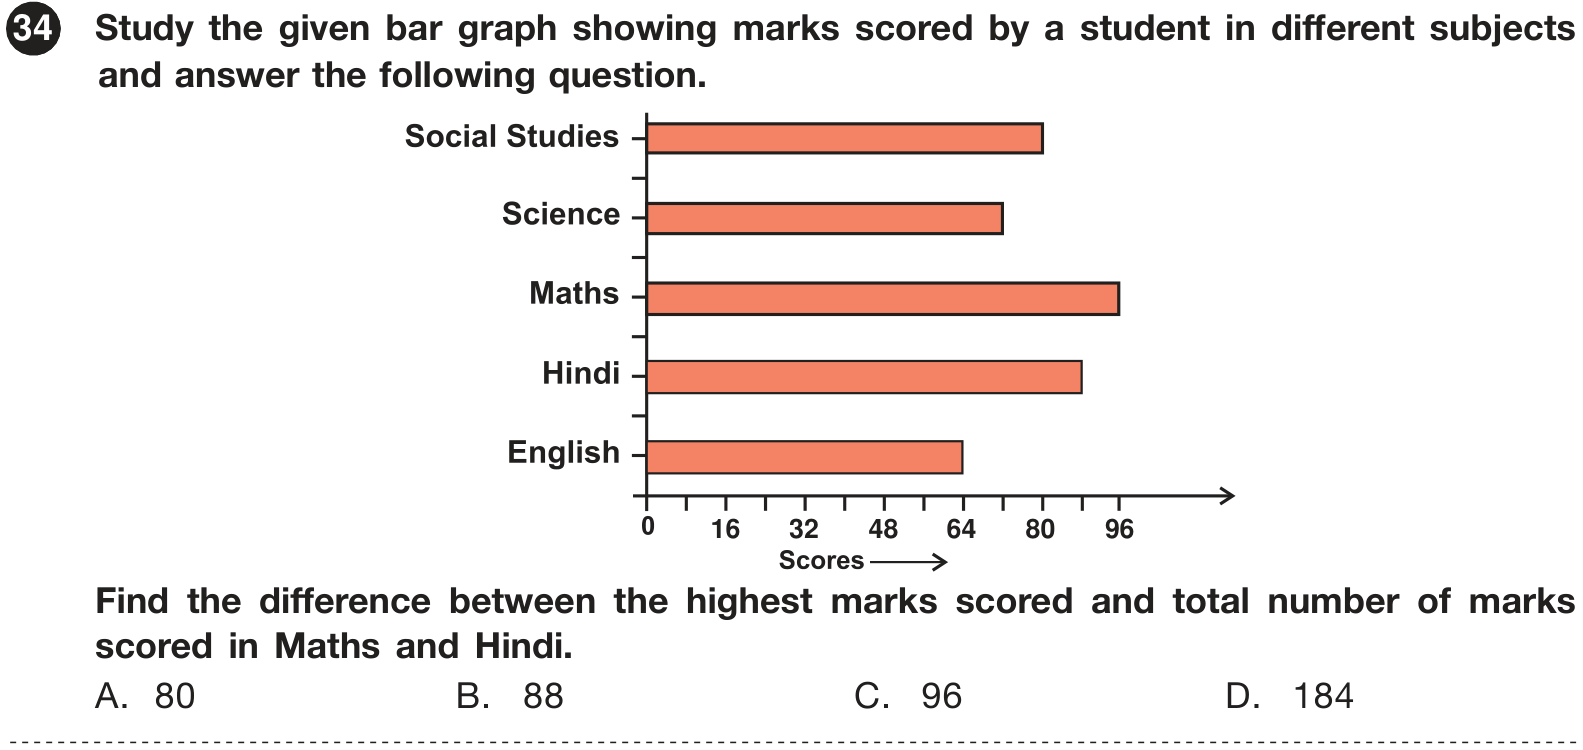 34 Study the given bar graph showing marks scored by a student in different subjects
and answer the following question.
Social Studies
Science
Maths
Hindi
English
0 16 32 48 64 80 96
Scores
Find the difference between the highest marks scored and total number of marks
scored in Maths and Hindi.
A. 80 B. 88 C. 96 D. 184